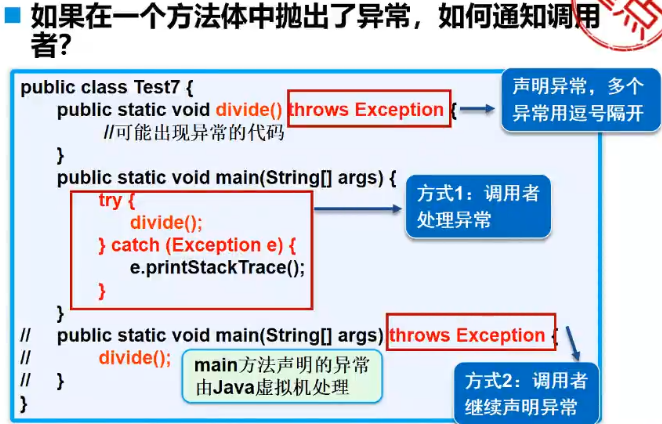 如果在一个方法体中抛出了异常，如何通知调用
者？
public class Test7 {
public static void divide() throws Exception {
//可能出现异常的代码
}
声明异常，多个
异常用逗号隔开
public static void main(String[] args) {
try {
divide();
} catch (Exception e) {
e.printStackTrace();
}
}
方式1：调用者
处理异常
// public static void main(String[] args) throws Exception {
// divide();
// }
}
main方法声明的异常
由Java虚拟机处理
方式2：调用者
继续声明异常